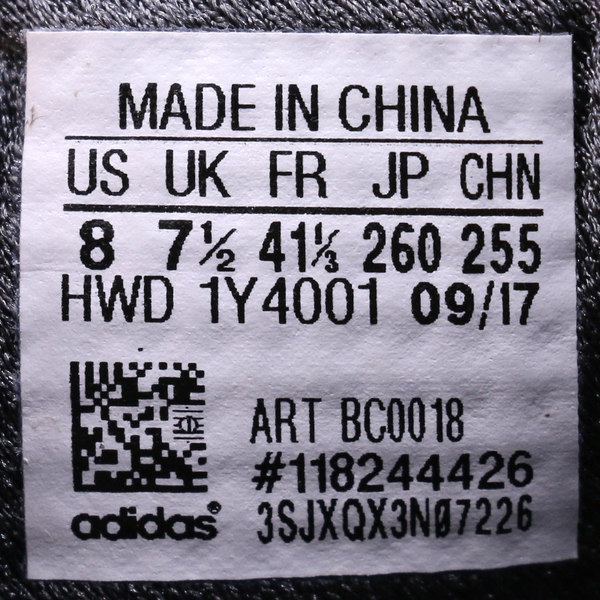 MADE IN CHINA
US UK FR JP CHN
8 7½ 41⅓ 260 255
HWD 1Y4001 09/17
ART BC0018
#118244426
adidas® 3SJXQX3N07226